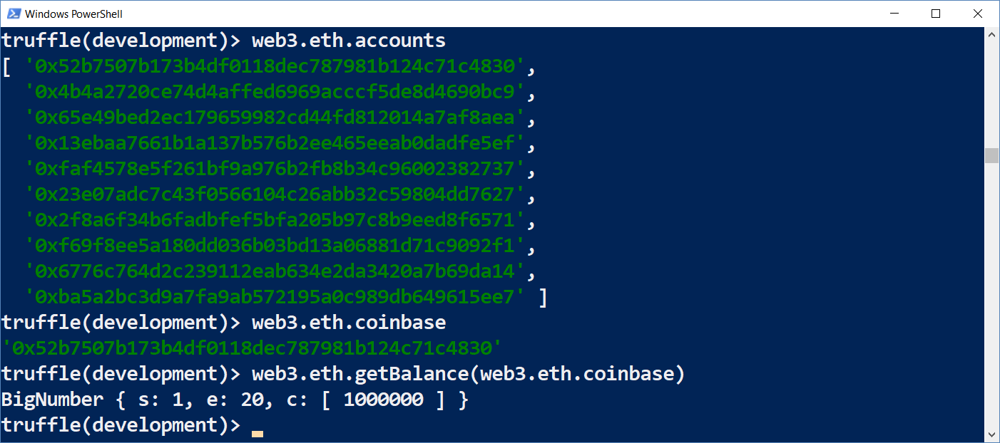 Windows PowerShell
truffle(development)> web3.eth.accounts
[ '0x52b7507b173b4df0118dec787981b124c71c4830',
'0x4b4a2720ce74d4affed6969acccf5de8d4690bc9',
'0x65e49bed2ec179659982cd44fd812014a7af8aea',
'0x13ebaa7661b1a137b576b2ee465eeab0dadfe5ef',
'0xfaf4578e5f261bf9a976b2fb8b34c96002382737',
'0x23e07adc7c43f0566104c26abb32c59804dd7627',
'0x2f8a6f34b6fadbfef5bfa205b97c8b9eed8f6571',
'0xf69f8ee5a180dd036b03bd13a06881d71c9092f1',
'0x6776c764d2c239112eab634e2da3420a7b69da14',
'0xba5a2bc3d9a7fa9ab572195a0c989db649615ee7' ]
truffle(development)> web3.eth.coinbase
'0x52b7507b173b4df0118dec787981b124c71c4830'
truffle(development)> web3.eth.getBalance(web3.eth.coinbase)
BigNumber { s: 1, e: 20, c: [ 1000000 ] }
truffle(development)>